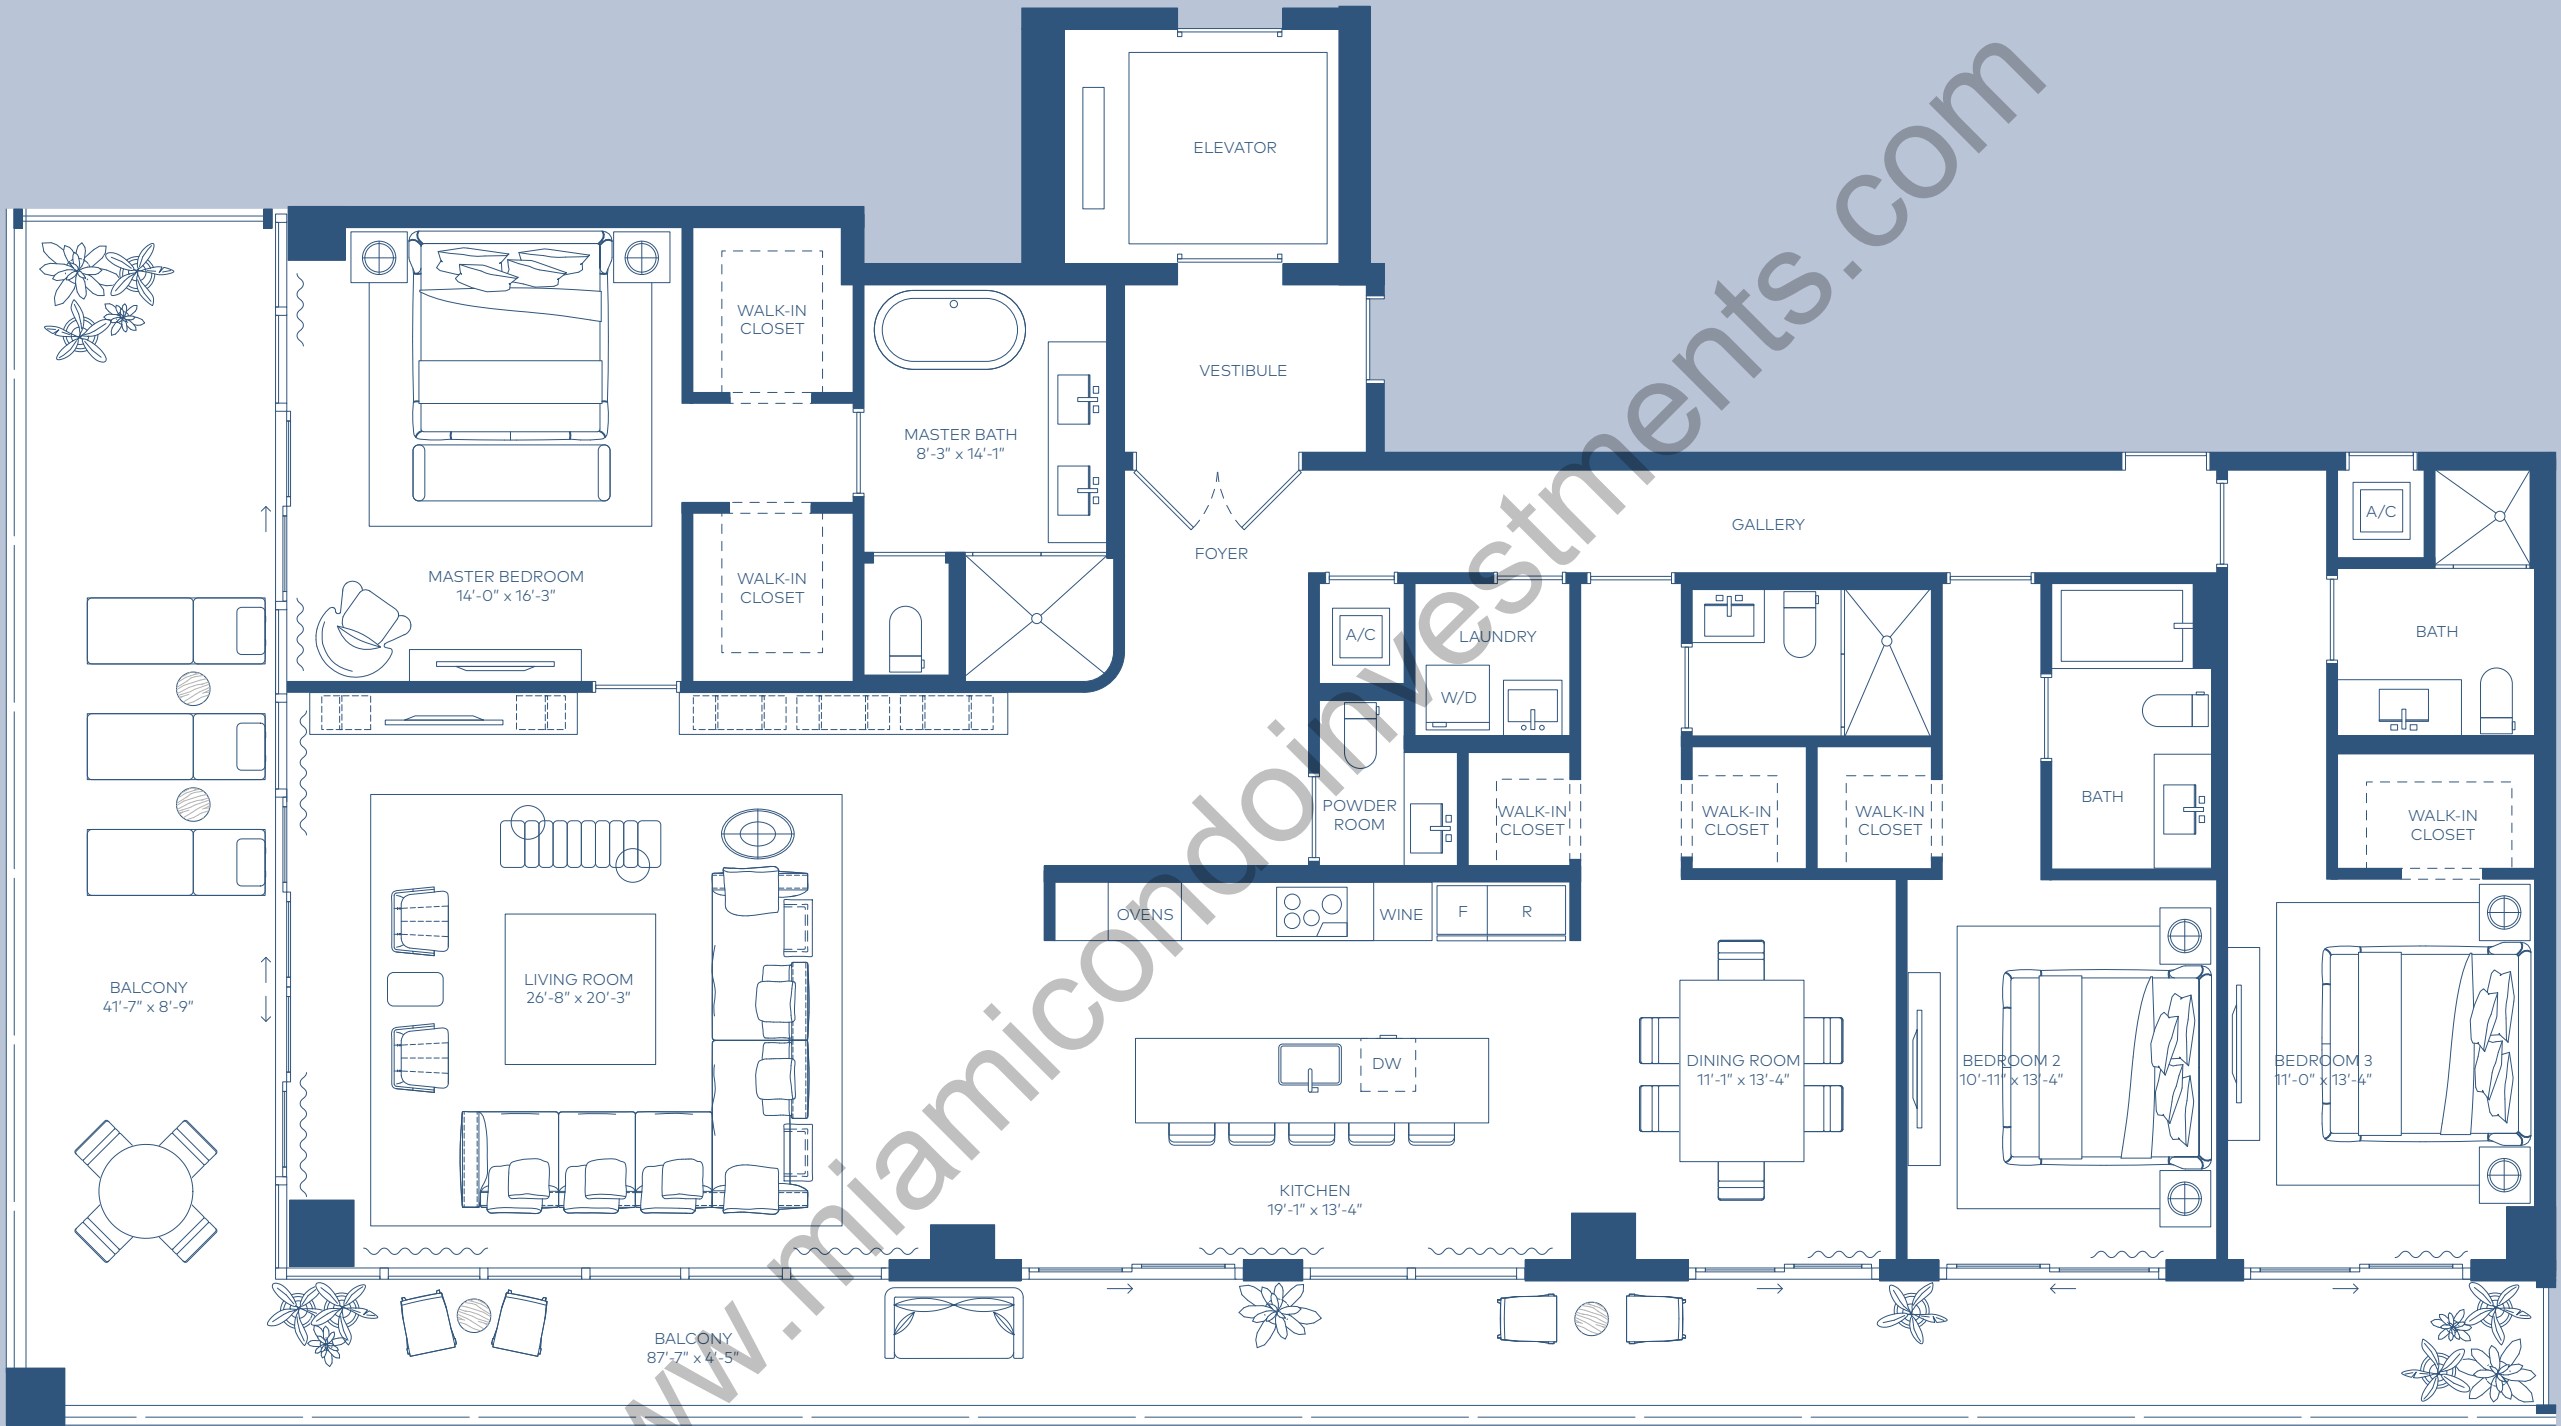 ELEVATOR
WALK-IN
CLOSET
VESTIBULE
MASTER BATH
8'-3" x 14'-1"
A/C
GALLERY
FOYER
MASTER BEDROOM
14'-0" x 16'-3"
WALK-IN
CLOSET
A/C
LAUNDRY
W/D
BATH
POWDER
ROOM
WALK-IN
CLOSET
WALK-IN
CLOSET
WALK-IN
CLOSET
BATH
WALK-IN
CLOSET
OVENS
WINE
F
R
BALCONY
41'-7" x 8'-9"
LIVING ROOM
26'-8" x 20'-3"
DW
DINING ROOM
11'-1" x 13'-4"
BEDROOM 2
10'-11" x 13'-4"
BEDROOM 3
11'-0" x 13'-4"
KITCHEN
19'-1" x 13'-4"
BALCONY
87'-7" x 4'-5"
ww.miamicondoinvestments.com